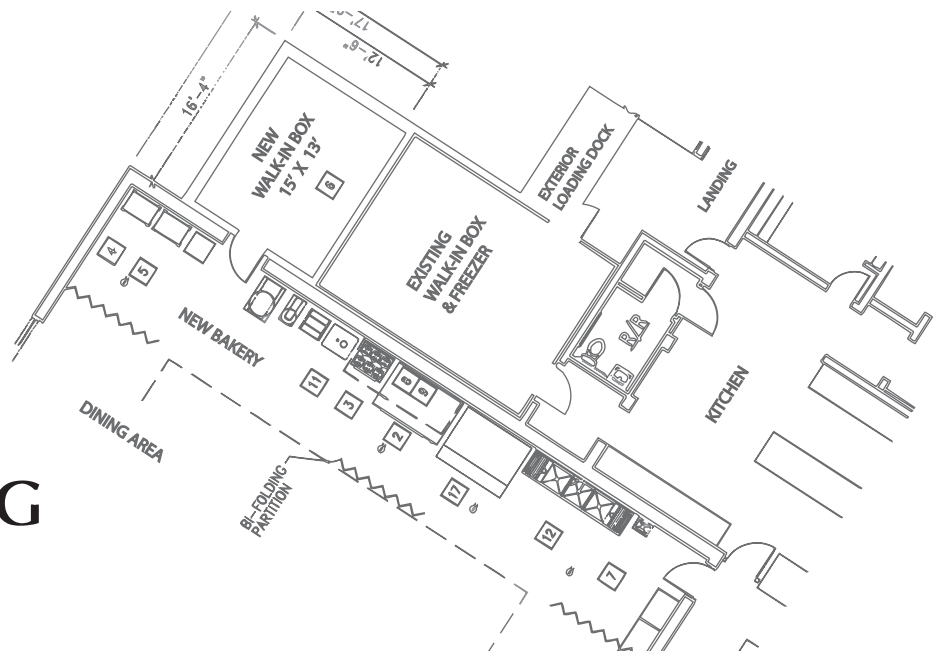 12'-6"
16'-4"
NEW
WALK-IN BOX
15' X 13'
6
EXTERIOR
LOADING DOCK
LANDING
EXISTING
WALK-IN BOX
& FREEZER
4
5
NEW BAKERY
R/R
KITCHEN
11
3
8
9
2
DINING AREA
BI-FOLDING
PARTITION
17
12
7
G